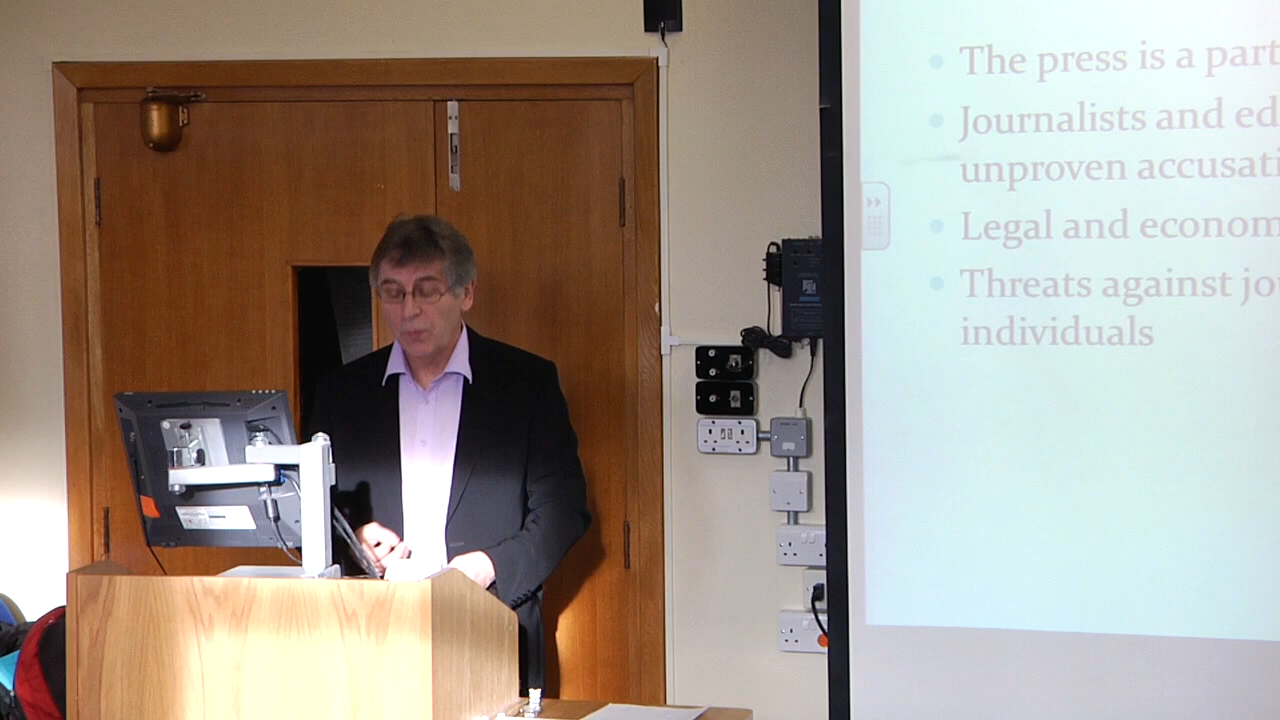 The press is a part
Journalists and ed
unproven accusati
Legal and econom
Threats against jo
individuals